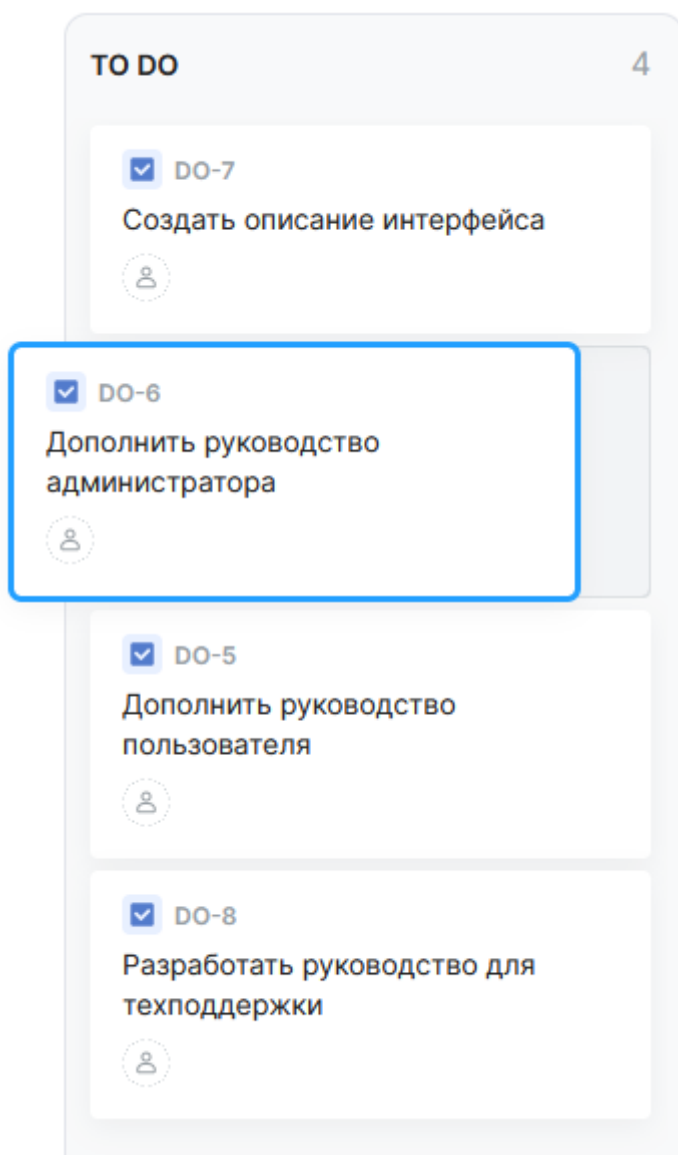 TO DO 4
DO-7
Создать описание интерфейса
DO-6
Дополнить руководство
администратора
DO-5
Дополнить руководство
пользователя
DO-8
Разработать руководство для
техподдержки